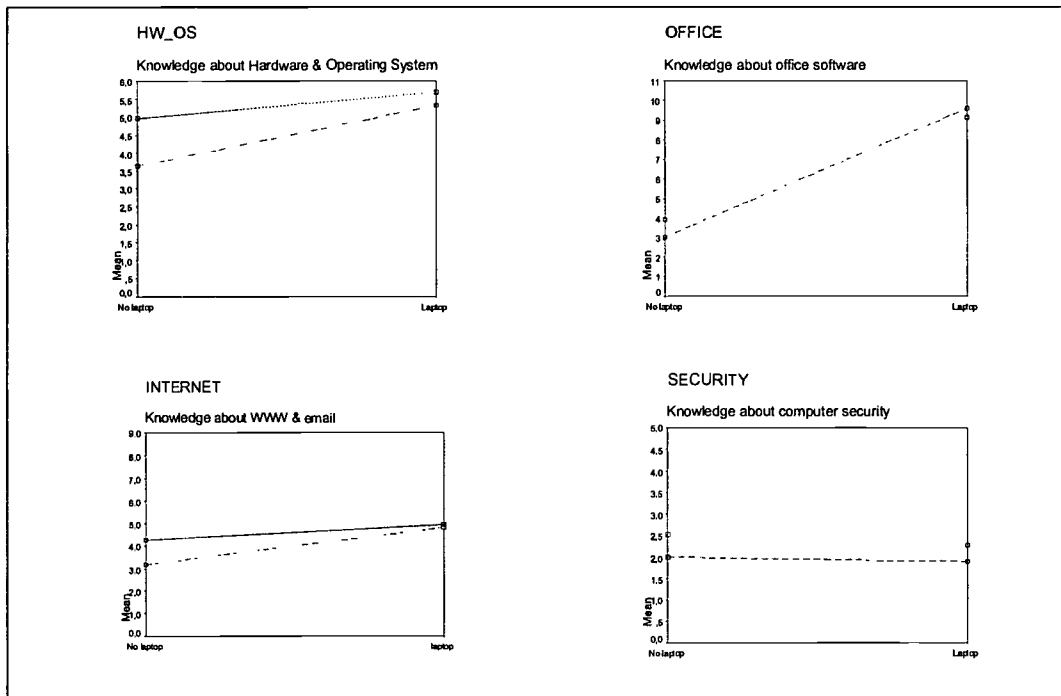 HW_OS
Knowledge about Hardware & Operating System
6,0
5,5
5,0
4,5
4,0
3,5
3,0
2,5
2,0
1,5
1,0
,5
0,0
Mean
No laptop
Laptop
OFFICE
Knowledge about office software
11
10
9
8
7
6
5
4
3
2
1
0
Mean
No laptop
Laptop
INTERNET
Knowledge about WWW & email
9,0
8,0
7,0
6,0
5,0
4,0
3,0
2,0
1,0
0,0
Mean
No laptop
laptop
SECURITY
Knowledge about computer security
5,0
4,5
4,0
3,5
3,0
2,5
2,0
1,5
1,0
,5
0,0
Mean
No laptop
Laptop